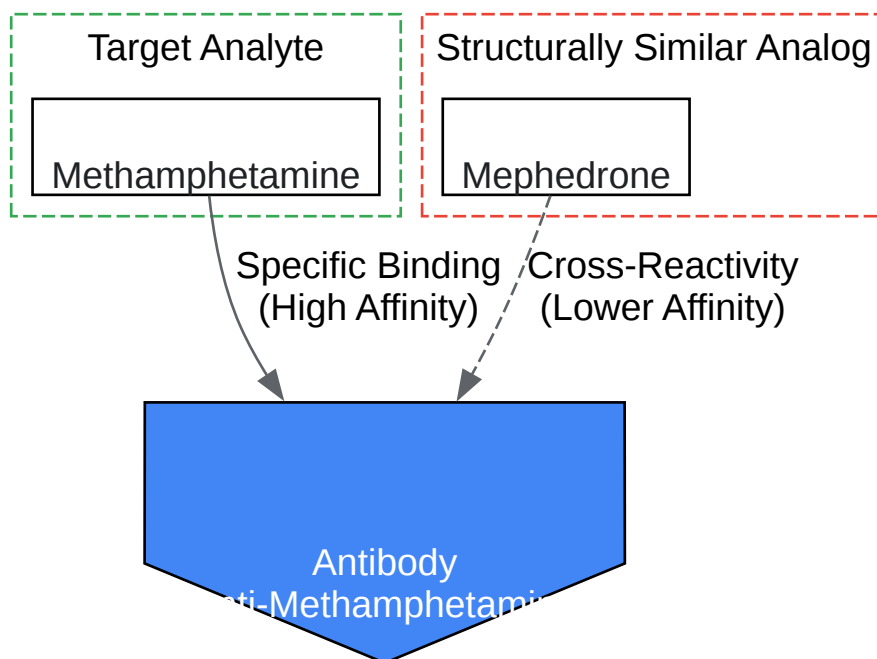 Target Analyte
Structurally Similar Analog
Methamphetamine
Mephedrone
Specific Binding
(High Affinity)
Cross-Reactivity
(Lower Affinity)
Antibody